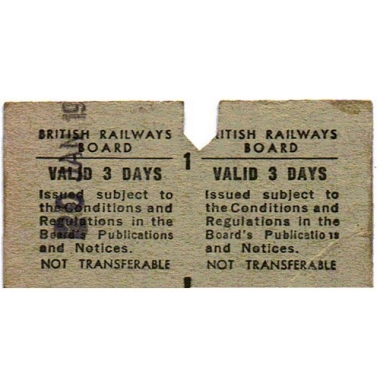 BRITISH RAILWAYS
BOARD
VALID 3 DAYS
Issued subject to
the Conditions and
Regulations in the
Board's Publications
and Notices.
NOT TRANSFERABLE
1
ITISH RAILWAYS
BOARD
VALID 3 DAYS
Issued subject to
the Conditions and
Regulations in the
Board's Publications
and Notices.
NOT TRANSFERABLE